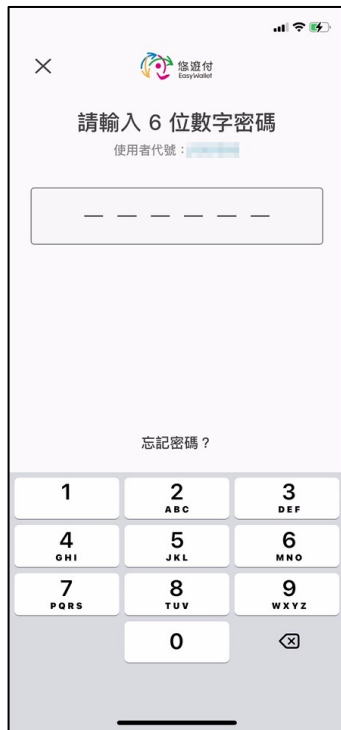 悠遊付
EasyWallet
請輸入 6 位數字密碼
使用者代號：
忘記密碼？
1
2
ABC
3
DEF
4
GHI
5
JKL
6
MNO
7
PQRS
8
TUV
9
WXYZ
0